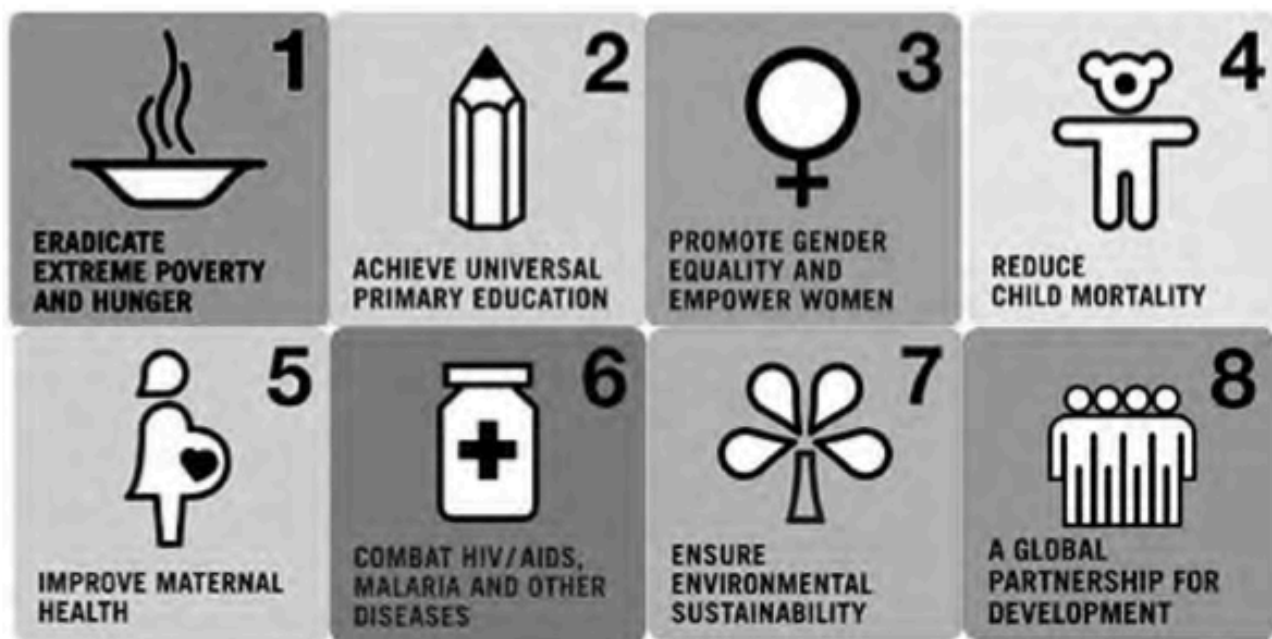 1
ERADICATE
EXTREME POVERTY
AND HUNGER
2
ACHIEVE UNIVERSAL
PRIMARY EDUCATION
3
PROMOTE GENDER
EQUALITY AND
EMPOWER WOMEN
4
REDUCE
CHILD MORTALITY
5
IMPROVE MATERNAL
HEALTH
6
COMBAT HIV/AIDS,
MALARIA AND OTHER
DISEASES
7
ENSURE
ENVIRONMENTAL
SUSTAINABILITY
8
A GLOBAL
PARTNERSHIP FOR
DEVELOPMENT